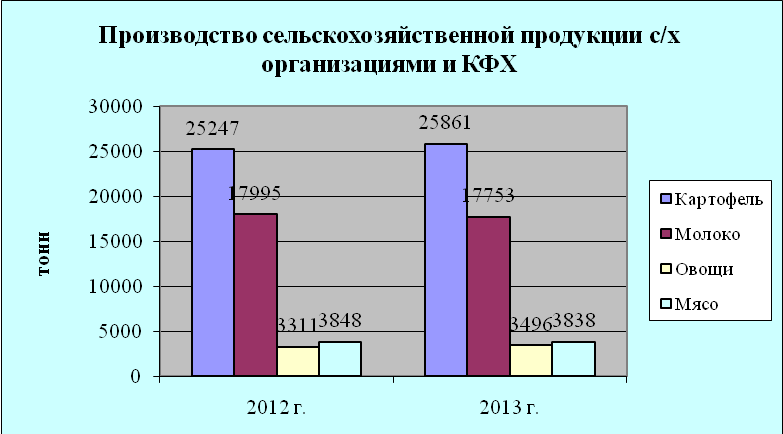 Производство сельскохозяйственной продукции с/х
организациями и КФХ
тонн
30000
25000
20000
15000
10000
5000
0
25247
17995
3311
3848
25861
17753
3496
3838
2012 г.
2013 г.
Картофель
Молоко
Овощи
Мясо